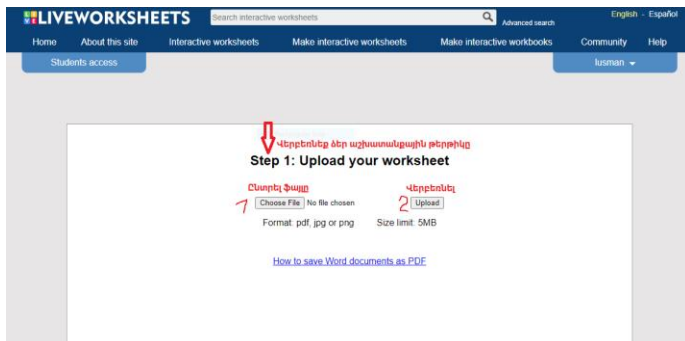 LIVEWORKSHEETS Search interactive worksheets Advanced search English - Español
Home About this site Interactive worksheets Make interactive worksheets Make interactive workbooks Community Help
Students access lusman
Վերբեռնեք ձեր աշխատանքային թերթիկը
Step 1: Upload your worksheet
Ընտրել ֆայլը Վերբեռնել
1 Choose File No file chosen 2 Upload
Format: pdf, jpg or png Size limit: 5MB
How to save Word documents as PDF